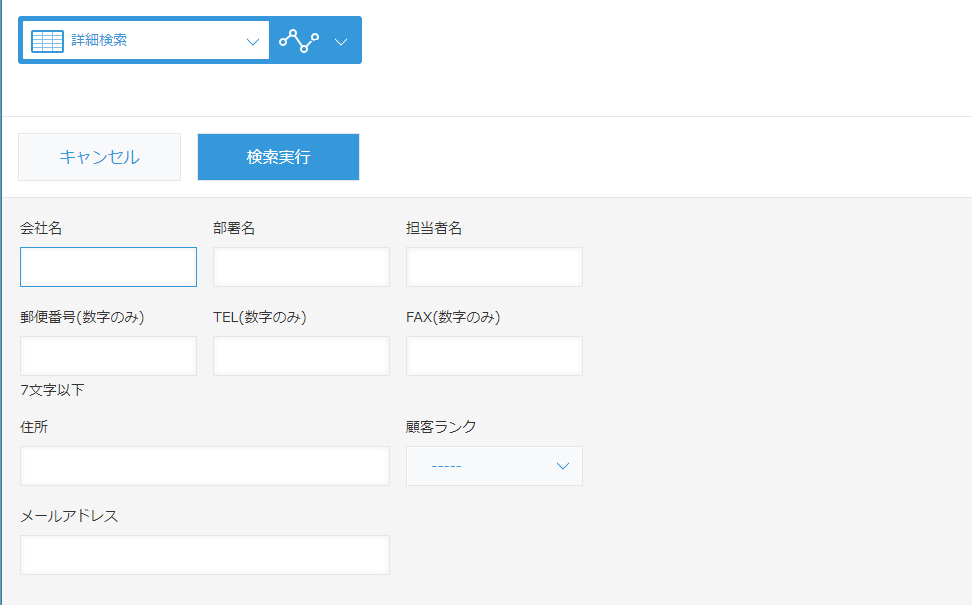 詳細検索
キャンセル 検索実行
会社名 部署名 担当者名
郵便番号(数字のみ) TEL(数字のみ) FAX(数字のみ)
7文字以下
住所 顧客ランク
-----
メールアドレス